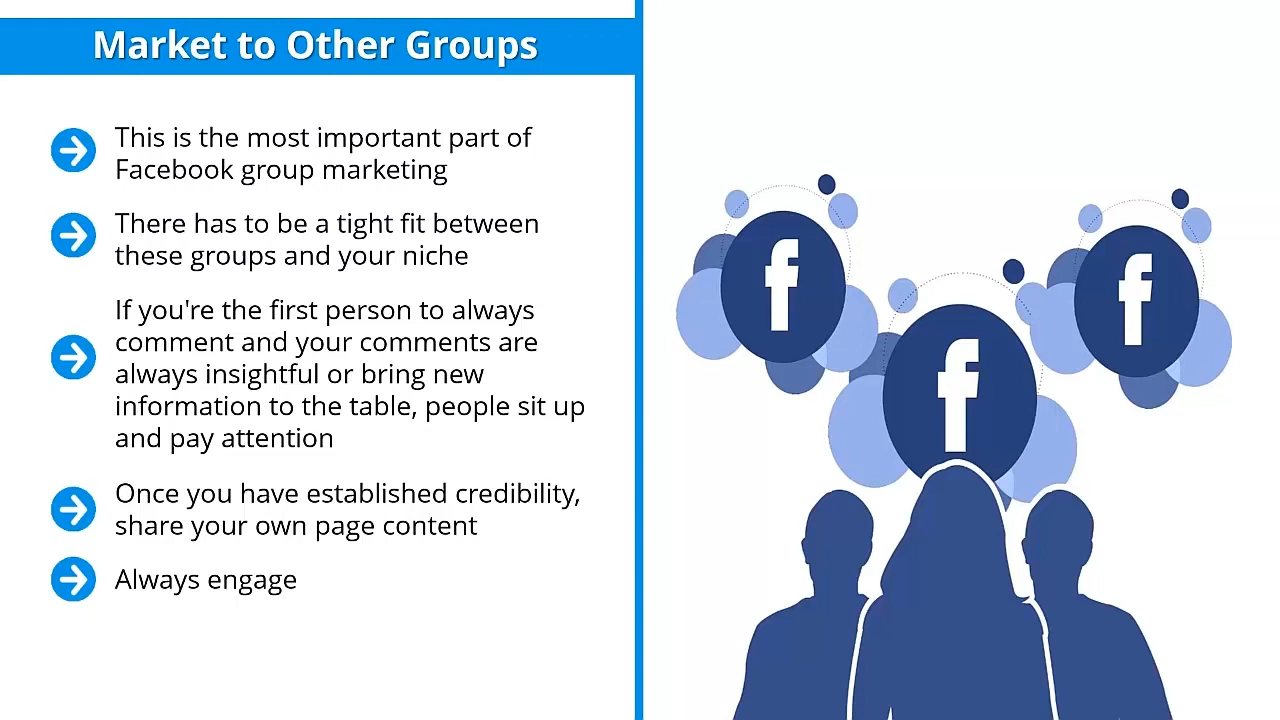 Market to Other Groups
This is the most important part of
Facebook group marketing
There has to be a tight fit between
these groups and your niche
If you're the first person to always
comment and your comments are
always insightful or bring new
information to the table, people sit up
and pay attention
Once you have established credibility,
share your own page content
Always engage
f
f
f